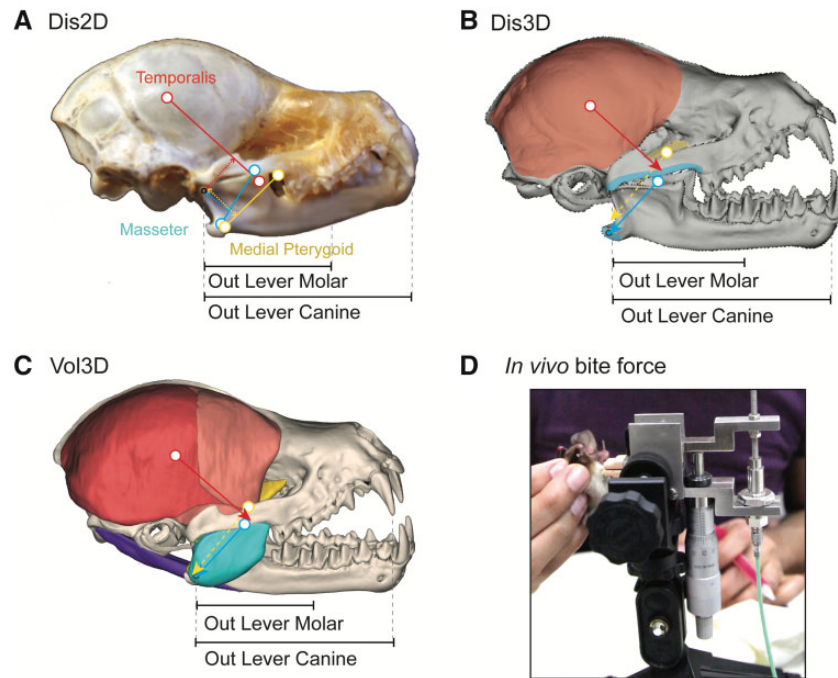 A Dis2D
Temporalis
Masseter
Medial Pterygoid
Out Lever Molar
Out Lever Canine
B Dis3D
Out Lever Molar
Out Lever Canine
C Vol3D
Out Lever Molar
Out Lever Canine
D In vivo bite force